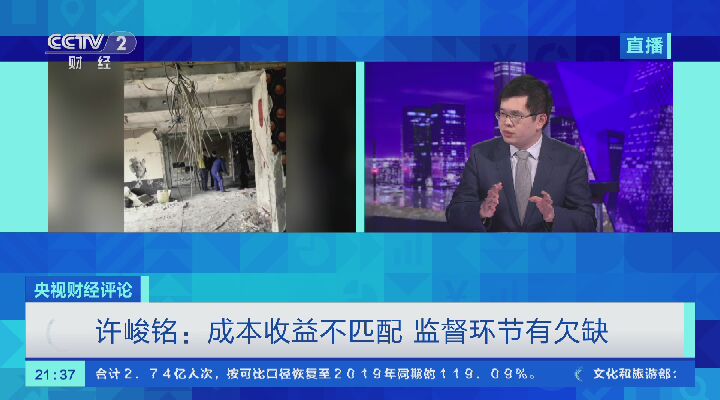 CCTV 2
财经
直播
央视财经评论
许峻铭：成本收益不匹配 监督环节有欠缺
21:37
合计2.74亿人次，按可比口径恢复至2019年同期的119.09%。
文化和旅游部：